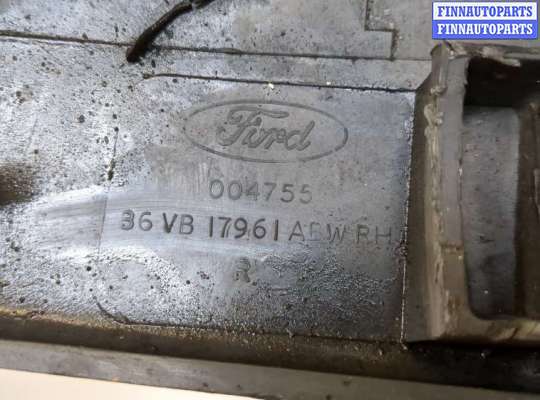 FINNAUTOPARTS
FINNAUTOPARTS
Ford
004755
86 VB 17961 AEW RH
R